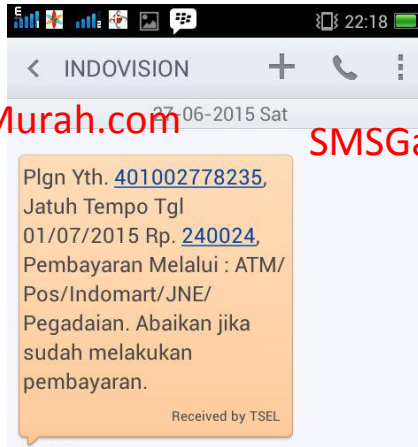 E
22:18
INDOVISION
Murah.com
27-06-2015 Sat
SMSGa
Plgn Yth. 401002778235,
Jatuh Tempo Tgl
01/07/2015 Rp. 240024,
Pembayaran Melalui : ATM/
Pos/Indomart/JNE/
Pegadaian. Abaikan jika
sudah melakukan
pembayaran.
Received by TSEL